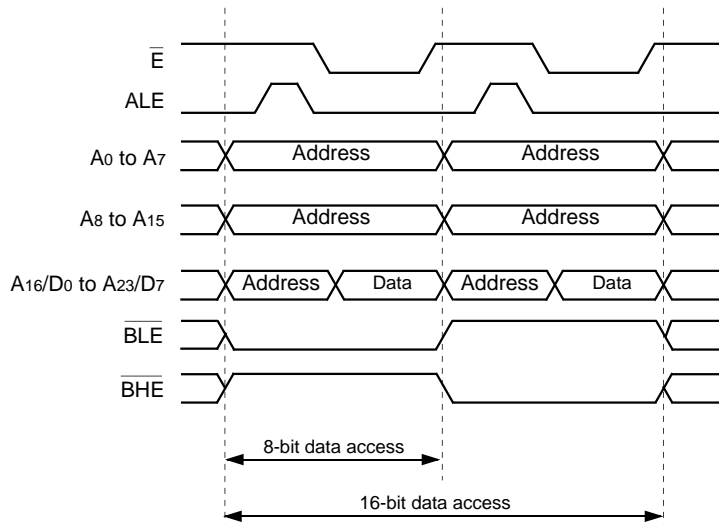 E
ALE
A0 to A7
Address
Address
A8 to A15
Address
Address
A16/D0 to A23/D7
Address
Data
Address
Data
BLE
BHE
8-bit data access
16-bit data access